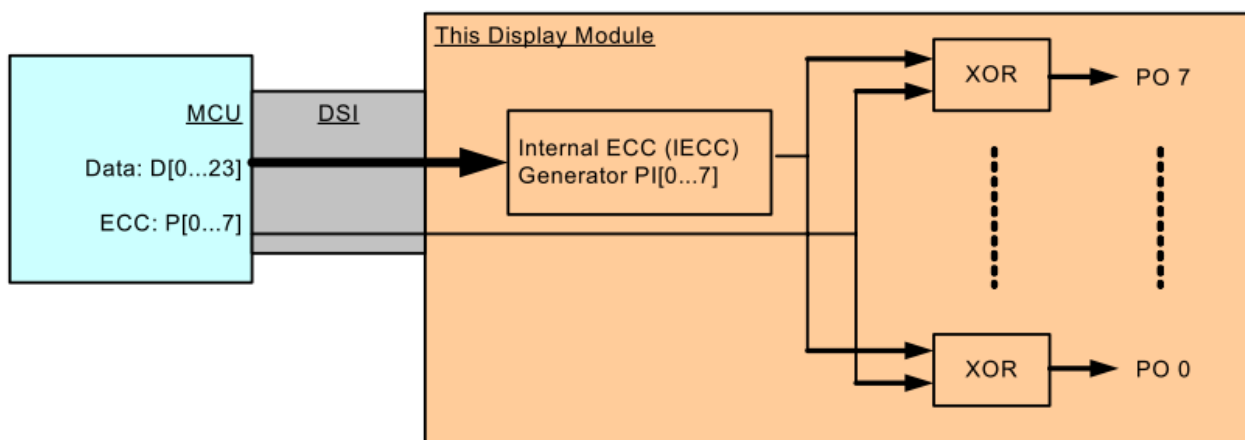 This Display Module
MCU
DSI
Data: D[0...23]
ECC: P[0...7]
Internal ECC (IECC)
Generator PI[0...7]
XOR
PO 7
XOR
PO 0